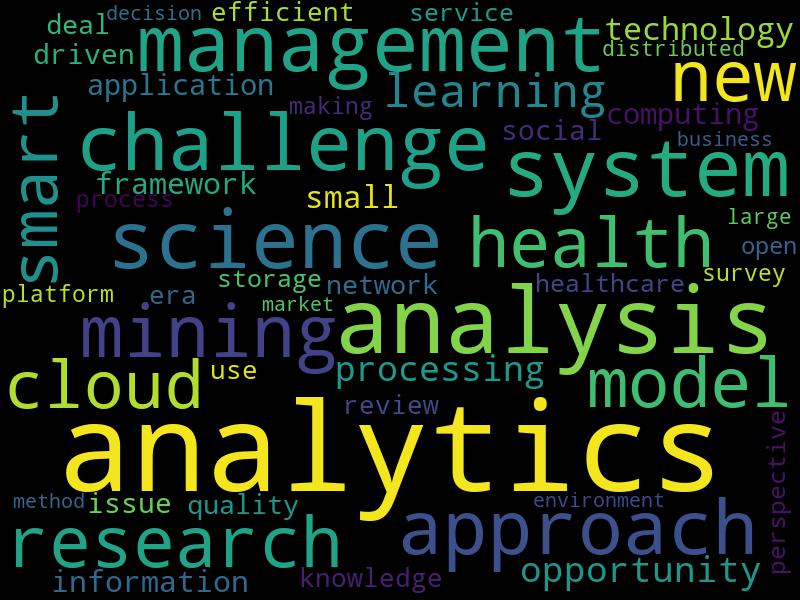 decision efficient service
deal management technology
driven distributed
application learning new
making computing
smart challenge social business
system
framework small
process
science health large
open
storage network healthcare survey
platform era market
mining analysis
cloud use processing model
review
analytics
perspective
method issue quality environment
research approach
information knowledge opportunity